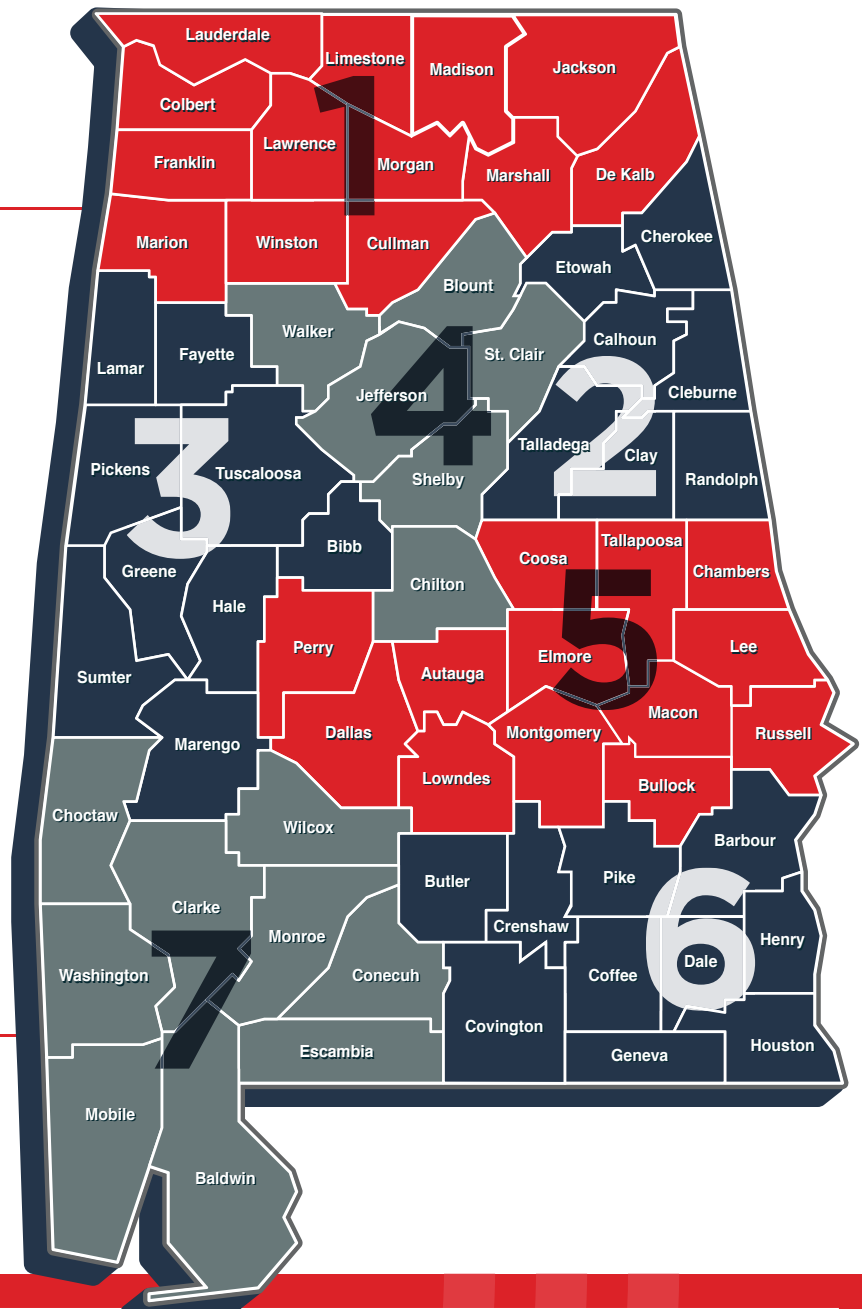 Lauderdale
Limestone
Madison
Jackson
Colbert
1
Lawrence
Franklin
Morgan
Marshall
De Kalb
Marion
Winston
Cullman
Cherokee
Etowah
Blount
Walker
Calhoun
Fayette
St. Clair
Lamar
4
Jefferson
Cleburne
2
Talladega
Clay
Pickens
3
Tuscaloosa
Shelby
Randolph
Tallapoosa
Bibb
Coosa
Chambers
Greene
Chilton
Hale
5
Perry
Elmore
Lee
Sumter
Autauga
Macon
Marengo
Dallas
Montgomery
Russell
Lowndes
Bullock
Choctaw
Wilcox
Barbour
Butler
Pike
Clarke
Crenshaw
6
Monroe
Henry
Washington
7
Conecuh
Coffee
Dale
Covington
Escambia
Geneva
Houston
Mobile
Baldwin